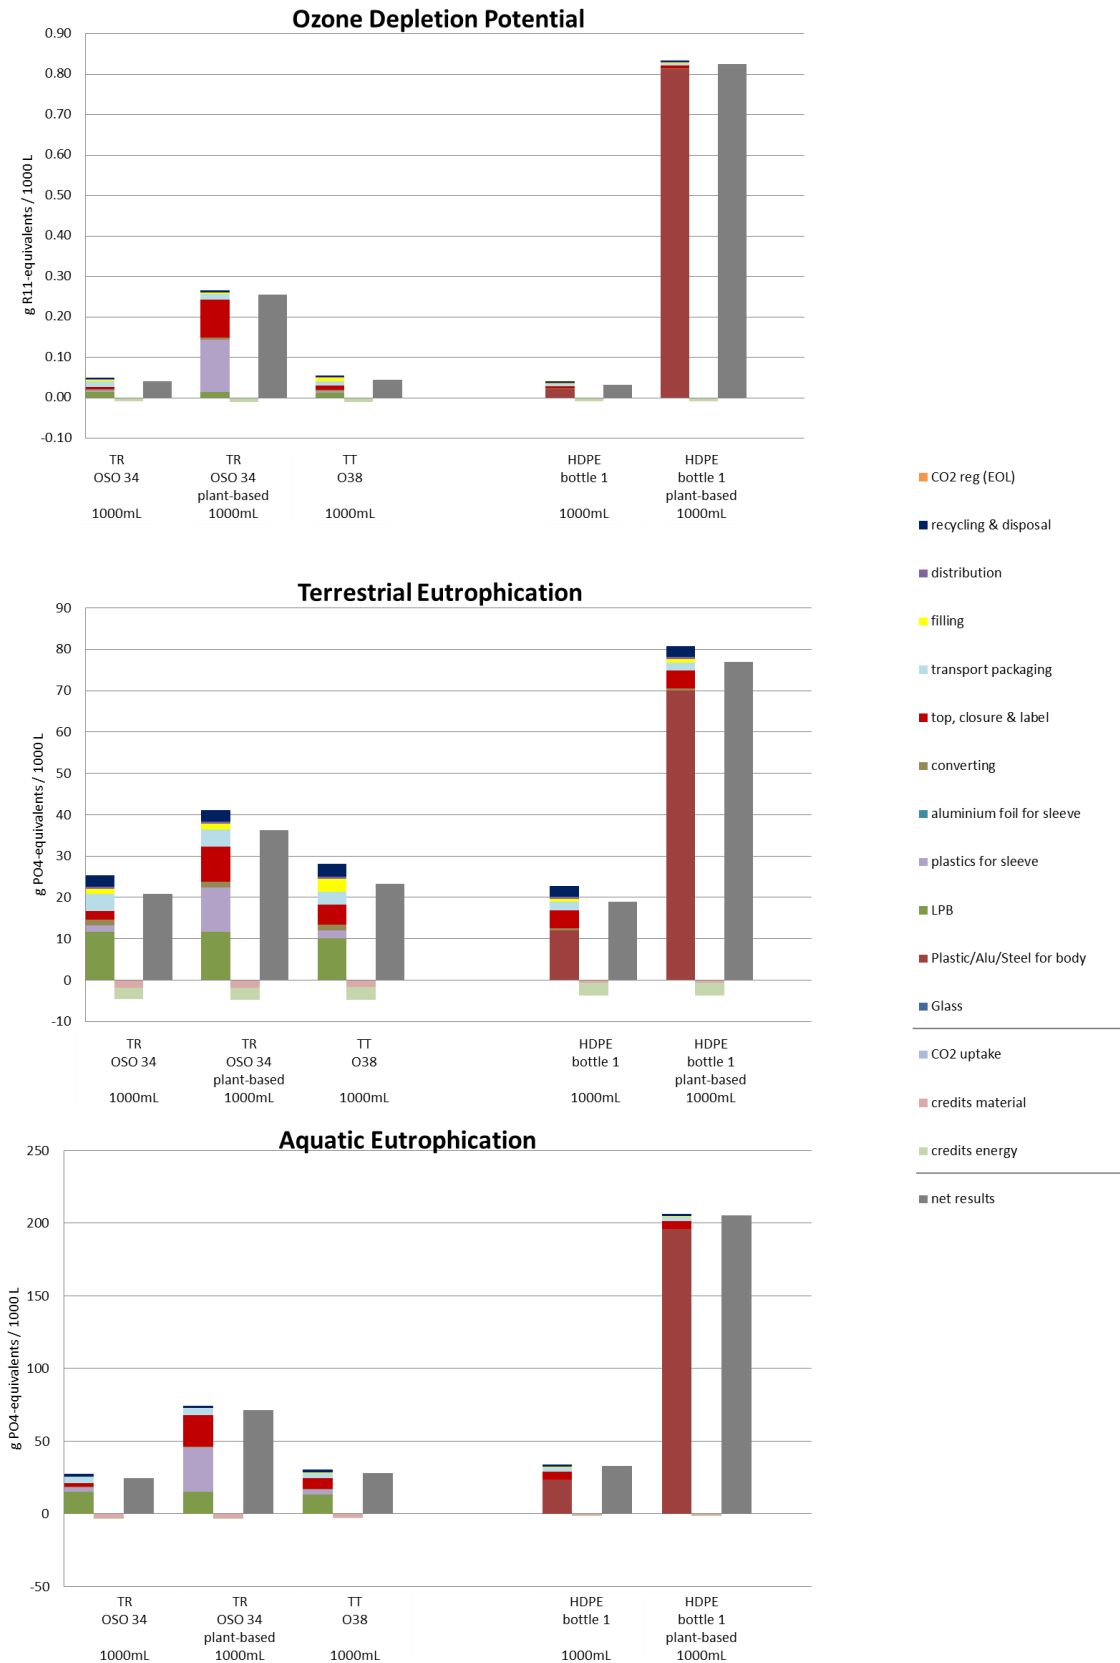 Ozone Depletion Potential
g R11-equivalents / 1000 L
0.90
0.80
0.70
0.60
0.50
0.40
0.30
0.20
0.10
0.00
-0.10
TR
OSO 34
1000mL
TR
OSO 34
plant-based
1000mL
TT
O38
1000mL
HDPE
bottle 1
1000mL
HDPE
bottle 1
plant-based
1000mL
Terrestrial Eutrophication
g PO4-equivalents / 1000 L
90
80
70
60
50
40
30
20
10
0
-10
TR
OSO 34
1000mL
TR
OSO 34
plant-based
1000mL
TT
O38
1000mL
HDPE
bottle 1
1000mL
HDPE
bottle 1
plant-based
1000mL
Aquatic Eutrophication
g PO4-equivalents / 1000 L
250
200
150
100
50
0
-50
TR
OSO 34
1000mL
TR
OSO 34
plant-based
1000mL
TT
O38
1000mL
HDPE
bottle 1
1000mL
HDPE
bottle 1
plant-based
1000mL
CO2 reg (EOL)
recycling & disposal
distribution
filling
transport packaging
top, closure & label
converting
aluminium foil for sleeve
plastics for sleeve
LPB
Plastic/Alu/Steel for body
Glass
CO2 uptake
credits material
credits energy
net results